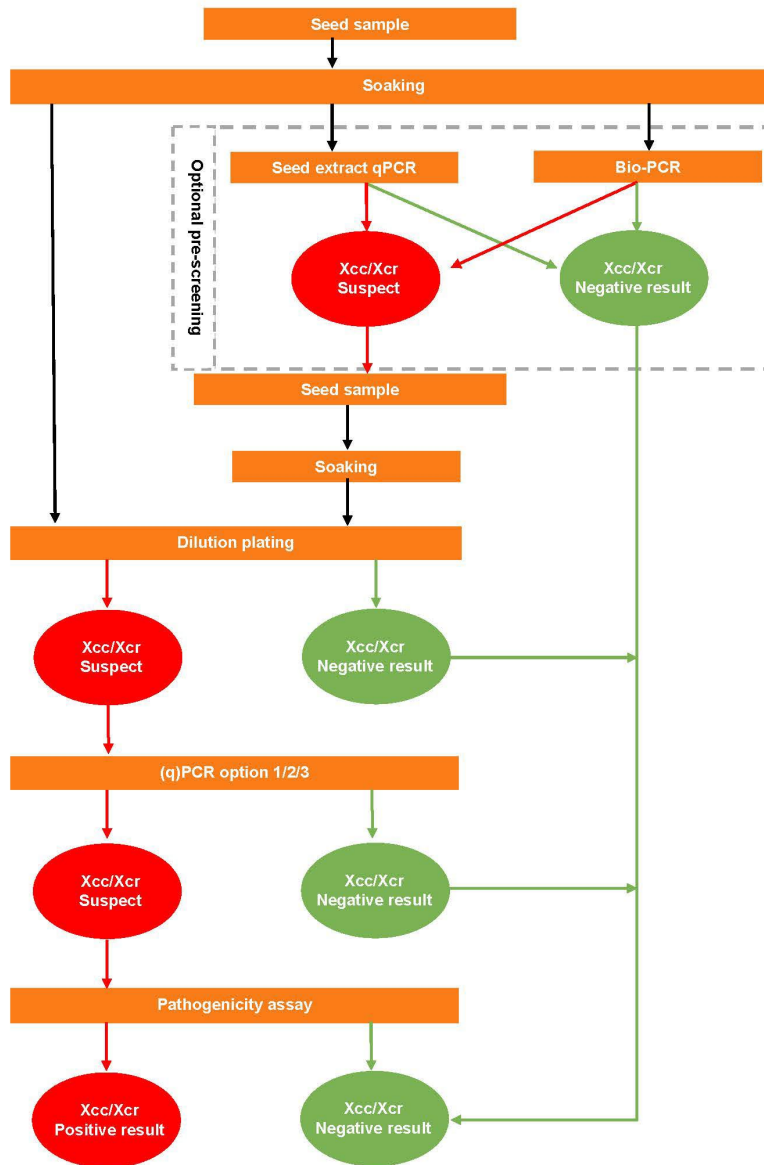 Seed sample
Soaking
Optional pre-screening
Seed extract qPCR
Bio-PCR
Xcc/Xcr
Suspect
Xcc/Xcr
Negative result
Seed sample
Soaking
Dilution plating
Xcc/Xcr
Suspect
Xcc/Xcr
Negative result
(q)PCR option 1/2/3
Xcc/Xcr
Suspect
Xcc/Xcr
Negative result
Pathogenicity assay
Xcc/Xcr
Positive result
Xcc/Xcr
Negative result